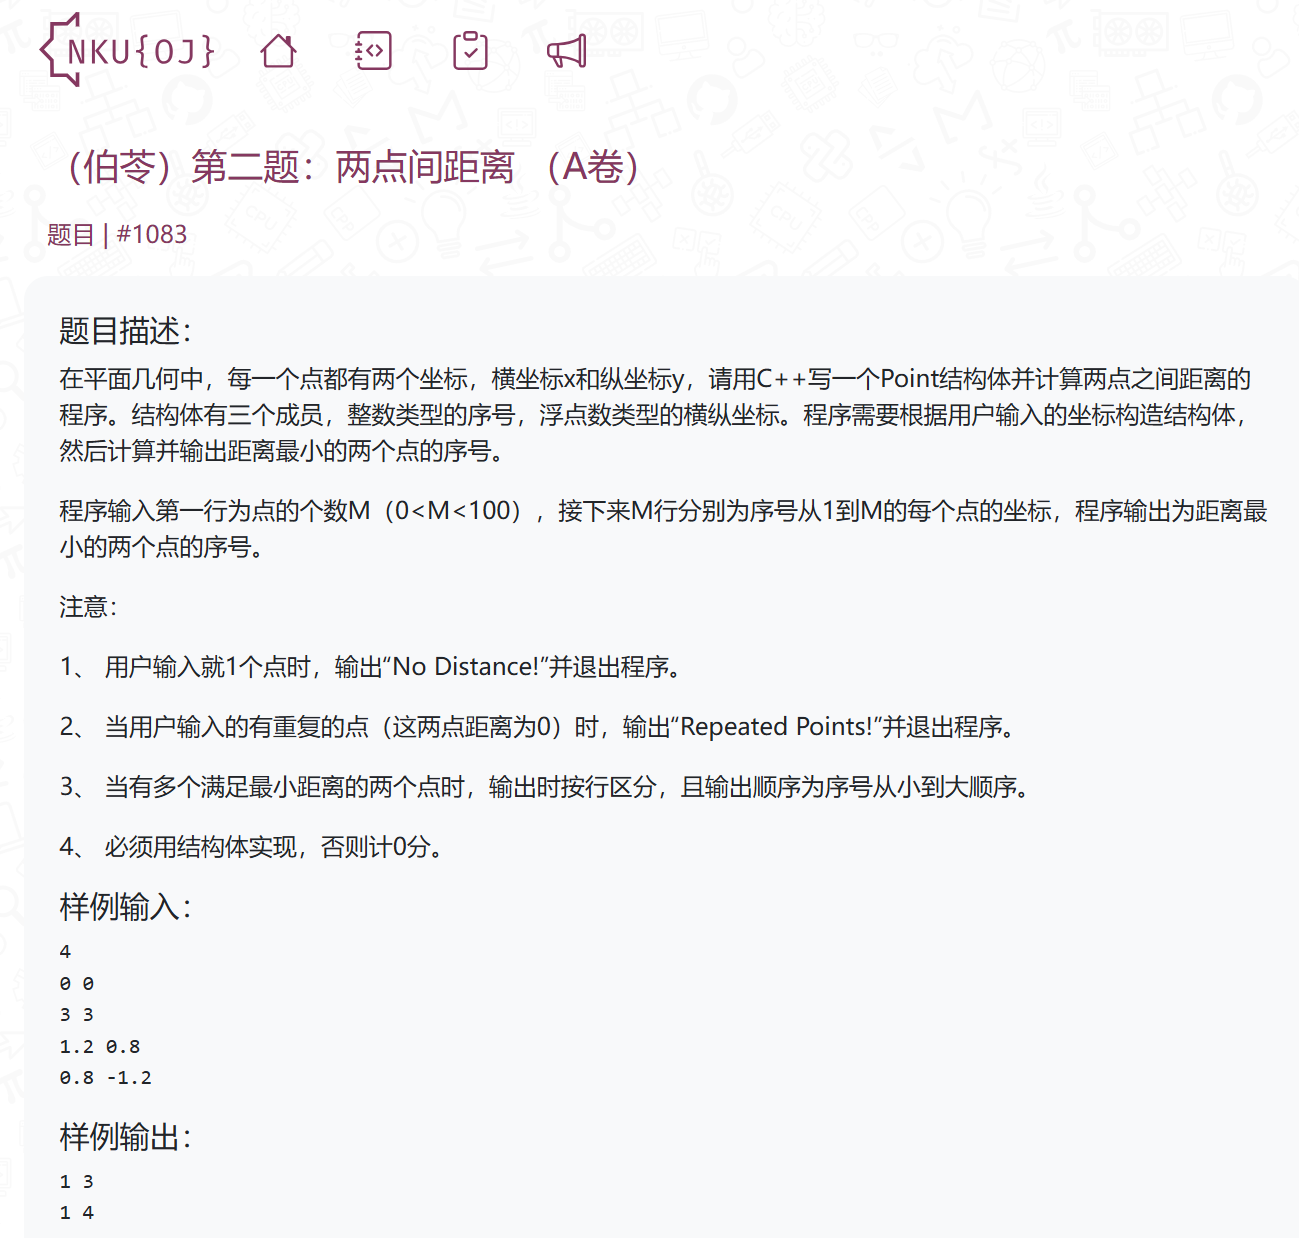 NKU{OJ}
（伯苓）第二题：两点间距离 （A卷）
题目 | #1083
题目描述：
在平面几何中，每一个点都有两个坐标，横坐标x和纵坐标y，请用C++写一个Point结构体并计算两点之间距离的
程序。结构体有三个成员，整数类型的序号，浮点数类型的横纵坐标。程序需要根据用户输入的坐标构造结构体，
然后计算并输出距离最小的两个点的序号。
程序输入第一行为点的个数M（0<M<100），接下来M行分别为序号从1到M的每个点的坐标，程序输出为距离最
小的两个点的序号。
注意：
1、 用户输入就1个点时，输出“No Distance!”并退出程序。
2、 当用户输入的有重复的点（这两点距离为0）时，输出“Repeated Points!”并退出程序。
3、 当有多个满足最小距离的两个点时，输出时按行区分，且输出顺序为序号从小到大顺序。
4、 必须用结构体实现，否则计0分。
样例输入：
4
0 0
3 3
1.2 0.8
0.8 -1.2
样例输出：
1 3
1 4